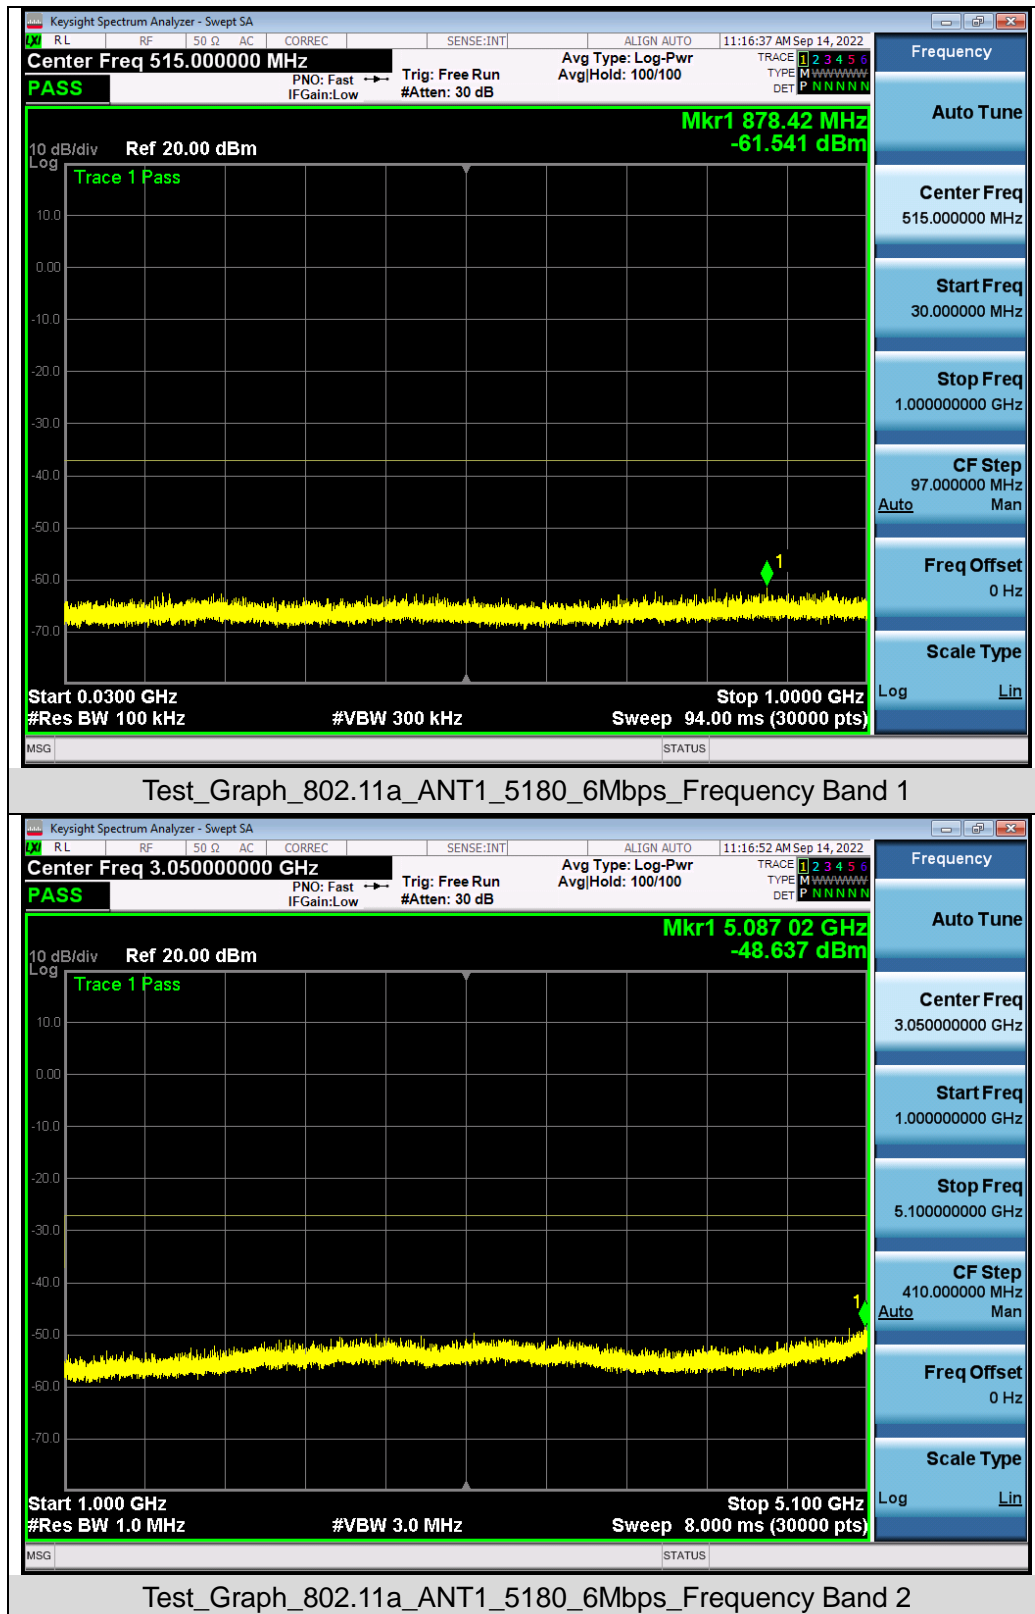 Keysight Spectrum Analyzer - Swept SA
LXI RL RF 50 Ω AC CORREC SENSE:INT ALIGN AUTO 11:16:37 AM Sep 14, 2022
Center Freq 515.000000 MHz
PASS
PNO: Fast
IFGain:Low
Trig: Free Run
#Atten: 30 dB
Avg Type: Log-Pwr
Avg|Hold: 100/100
TRACE 1 2 3 4 5 6
TYPE M W W W W W
DET P N N N N N
Mkr1 878.42 MHz
-61.541 dBm
10 dB/div Ref 20.00 dBm
Log
Trace 1 Pass
10.0
0.00
-10.0
-20.0
-30.0
-40.0
-50.0
1
-60.0
-70.0
Start 0.0300 GHz Stop 1.0000 GHz
#Res BW 100 kHz #VBW 300 kHz Sweep 94.00 ms (30000 pts)
MSG STATUS
Frequency
Auto Tune
Center Freq
515.000000 MHz
Start Freq
30.000000 MHz
Stop Freq
1.000000000 GHz
CF Step
97.000000 MHz
Auto Man
Freq Offset
0 Hz
Scale Type
Log Lin
Test_Graph_802.11a_ANT1_5180_6Mbps_Frequency Band 1
Keysight Spectrum Analyzer - Swept SA
LXI RL RF 50 Ω AC CORREC SENSE:INT ALIGN AUTO 11:16:52 AM Sep 14, 2022
Center Freq 3.050000000 GHz
PASS
PNO: Fast
IFGain:Low
Trig: Free Run
#Atten: 30 dB
Avg Type: Log-Pwr
Avg|Hold: 100/100
TRACE 1 2 3 4 5 6
TYPE M W W W W W
DET P N N N N N
Mkr1 5.087 02 GHz
-48.637 dBm
10 dB/div Ref 20.00 dBm
Log
Trace 1 Pass
10.0
0.00
-10.0
-20.0
-30.0
-40.0
1
-50.0
-60.0
-70.0
Start 1.000 GHz Stop 5.100 GHz
#Res BW 1.0 MHz #VBW 3.0 MHz Sweep 8.000 ms (30000 pts)
MSG STATUS
Frequency
Auto Tune
Center Freq
3.050000000 GHz
Start Freq
1.000000000 GHz
Stop Freq
5.100000000 GHz
CF Step
410.000000 MHz
Auto Man
Freq Offset
0 Hz
Scale Type
Log Lin
Test_Graph_802.11a_ANT1_5180_6Mbps_Frequency Band 2